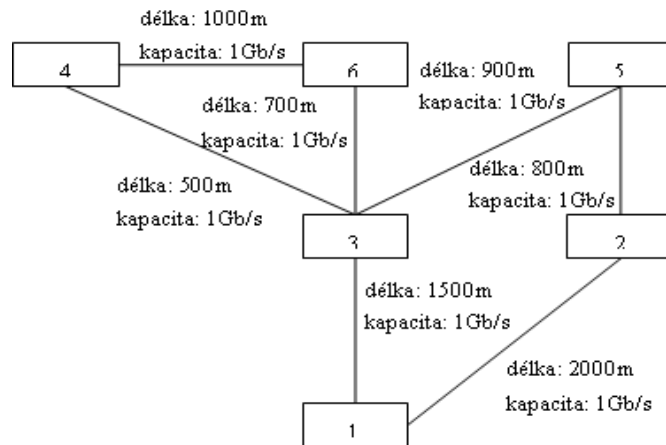 délka: 1000m
kapacita: 1Gb/s
4
6
5
délka: 900m
kapacita: 1Gb/s
délka: 700m
kapacita: 1Gb/s
délka: 500m
kapacita: 1Gb/s
délka: 800m
kapacita: 1Gb/s
3
2
délka: 1500m
kapacita: 1Gb/s
délka: 2000m
kapacita: 1Gb/s
1